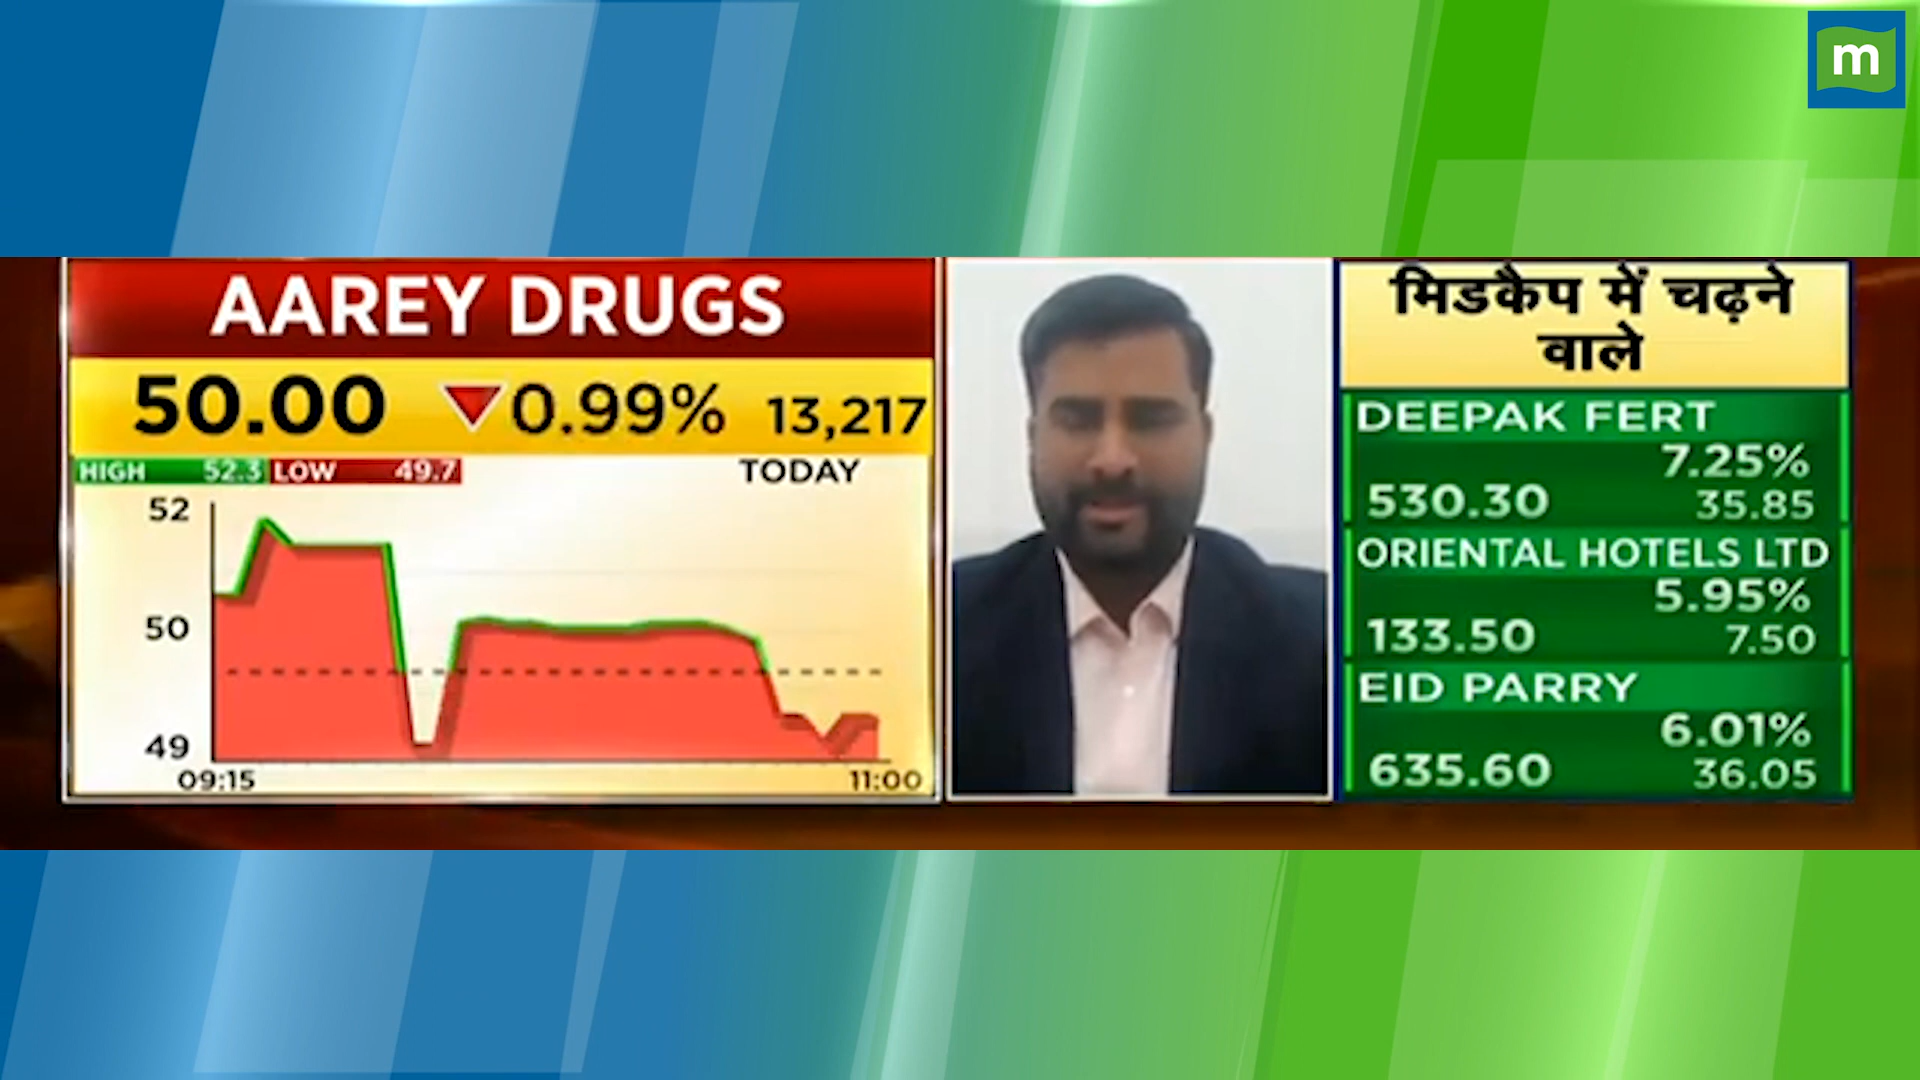 m
AAREY DRUGS
50.00 ▼0.99% 13,217
HIGH 52.3 LOW 49.7 TODAY
52
50
49
09:15 11:00
मिडकैप में चढ़ने
वाले
DEEPAK FERT
7.25%
530.30 35.85
ORIENTAL HOTELS LTD
5.95%
133.50 7.50
EID PARRY
6.01%
635.60 36.05